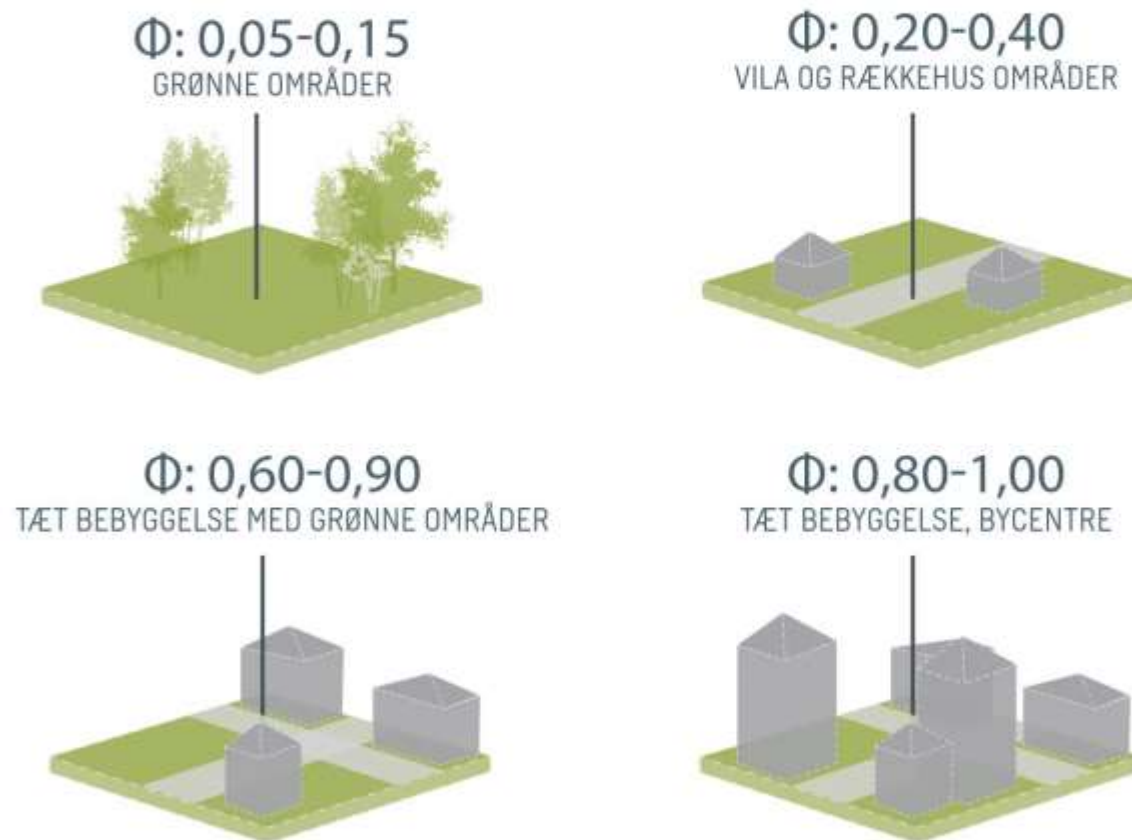 Φ: 0,05-0,15
GRØNNE OMRÅDER
Φ: 0,20-0,40
VILA OG RÆKKEHUS OMRÅDER
Φ: 0,60-0,90
TÆT BEBYGGELSE MED GRØNNE OMRÅDER
Φ: 0,80-1,00
TÆT BEBYGGELSE, BYCENTRE